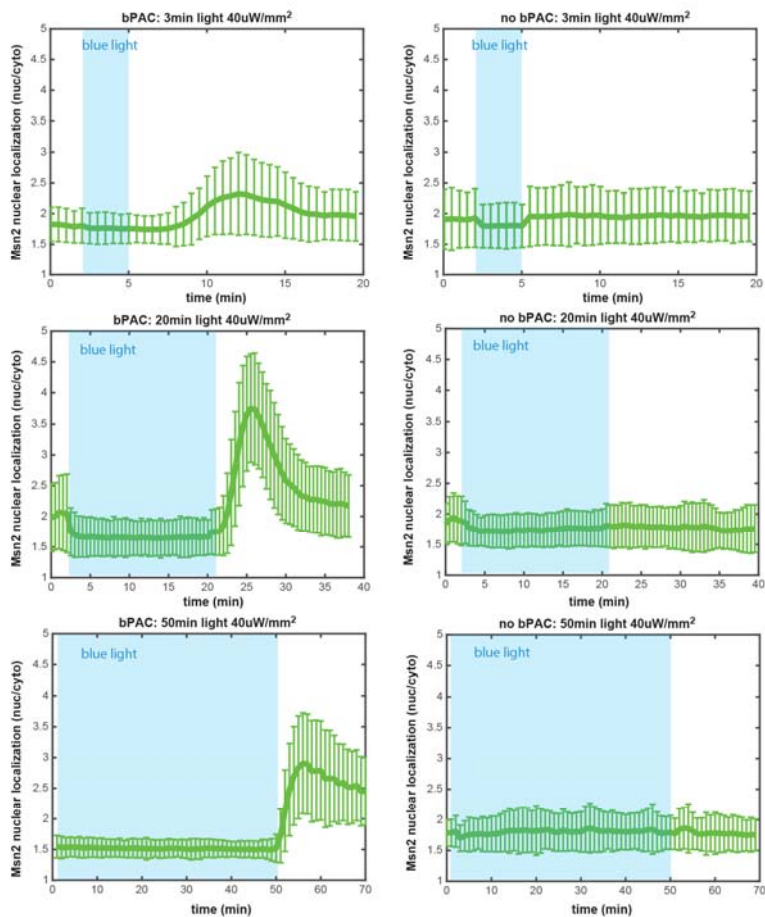 bPAC: 3min light 40uW/mm²
blue light
Msn2 nuclear localization (nuc/cyto)
5
4.5
4
3.5
3
2.5
2
1.5
1
0 5 10 15 20
time (min)
no bPAC: 3min light 40uW/mm²
blue light
Msn2 nuclear localization (nuc/cyto)
5
4.5
4
3.5
3
2.5
2
1.5
1
0 5 10 15 20
time (min)
bPAC: 20min light 40uW/mm²
blue light
Msn2 nuclear localization (nuc/cyto)
5
4.5
4
3.5
3
2.5
2
1.5
1
0 5 10 15 20 25 30 35 40
time (min)
no bPAC: 20min light 40uW/mm²
blue light
Msn2 nuclear localization (nuc/cyto)
5
4.5
4
3.5
3
2.5
2
1.5
1
0 5 10 15 20 25 30 35 40
time (min)
bPAC: 50min light 40uW/mm²
blue light
Msn2 nuclear localization (nuc/cyto)
5
4.5
4
3.5
3
2.5
2
1.5
1
0 10 20 30 40 50 60 70
time (min)
no bPAC: 50min light 40uW/mm²
blue light
Msn2 nuclear localization (nuc/cyto)
5
4.5
4
3.5
3
2.5
2
1.5
1
0 10 20 30 40 50 60 70
time (min)